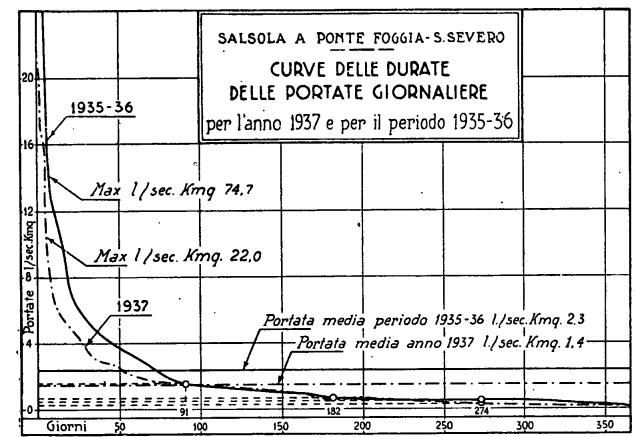 SALSOLA A PONTE FOGGIA-S.SEVERO
CURVE DELLE DURATE
DELLE PORTATE GIORNALIERE
per l'anno 1937 e per il periodo 1935-36
20
1935-36
16
Max l/sec. Kmq 74,7
12
Max l/sec. Kmq. 22,0
8
1937
Portate l/sec.Kmq
Portata media periodo 1935-36 l/sec.Kmq. 2,3
Portata media anno 1937 l/sec. Kmq. 1,4
4
0
91
182
274
Giorni 50 100 150 200 250 300 350